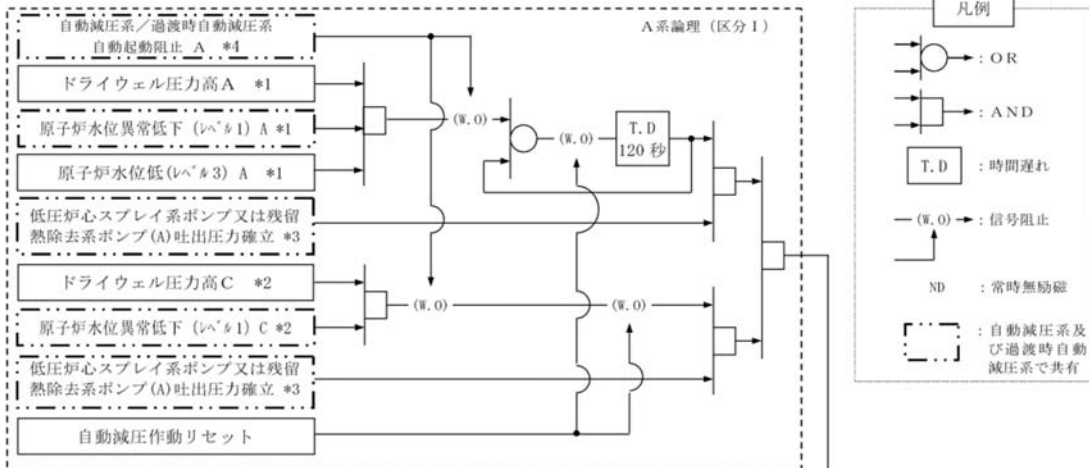 A系論理(区分Ⅰ)
自動減圧系/過渡時自動減圧系
自動起動阻止 A *4
ドライウェル圧力高A *1
原子炉水位異常低下 (レベル1) A *1
原子炉水位低(レベル3) A *1
低圧炉心スプレイ系ポンプ又は残留
熱除去系ポンプ(A)吐出圧力確立 *3
ドライウェル圧力高C *2
原子炉水位異常低下 (レベル1) C *2
低圧炉心スプレイ系ポンプ又は残留
熱除去系ポンプ(A)吐出圧力確立 *3
自動減圧作動リセット
(W.O)
(W.O)
T.D
120 秒
(W.O)
(W.O)
凡例
: OR
: AND
T.D : 時間遅れ
(W.O) : 信号阻止
ND : 常時無励磁
: 自動減圧系及
び過渡時自動
減圧系で共有